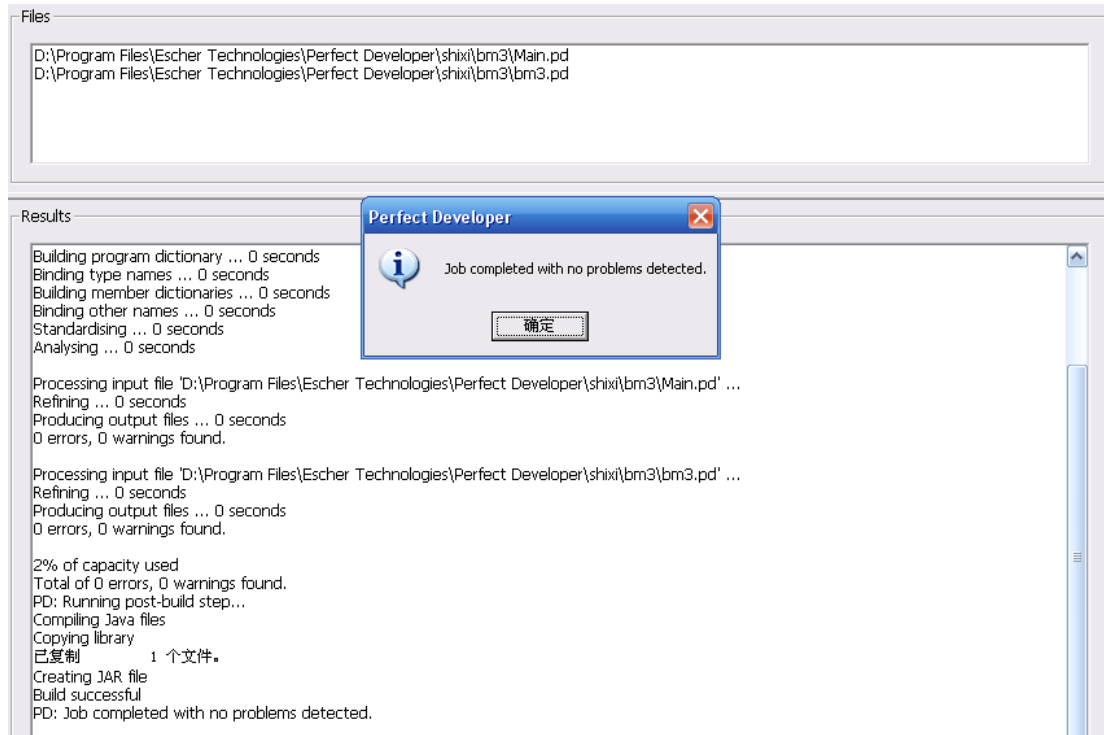 Files
D:\Program Files\Escher Technologies\Perfect Developer\shixi\bm3\Main.pd
D:\Program Files\Escher Technologies\Perfect Developer\shixi\bm3\bm3.pd
Results
Perfect Developer
Job completed with no problems detected.
确定
Building program dictionary ... 0 seconds
Binding type names ... 0 seconds
Building member dictionaries ... 0 seconds
Binding other names ... 0 seconds
Standardising ... 0 seconds
Analysing ... 0 seconds
Processing input file 'D:\Program Files\Escher Technologies\Perfect Developer\shixi\bm3\Main.pd' ...
Refining ... 0 seconds
Producing output files ... 0 seconds
0 errors, 0 warnings found.
Processing input file 'D:\Program Files\Escher Technologies\Perfect Developer\shixi\bm3\bm3.pd' ...
Refining ... 0 seconds
Producing output files ... 0 seconds
0 errors, 0 warnings found.
2% of capacity used
Total of 0 errors, 0 warnings found.
PD: Running post-build step...
Compiling Java files
Copying library
已复制 1 个文件。
Creating JAR file
Build successful
PD: Job completed with no problems detected.